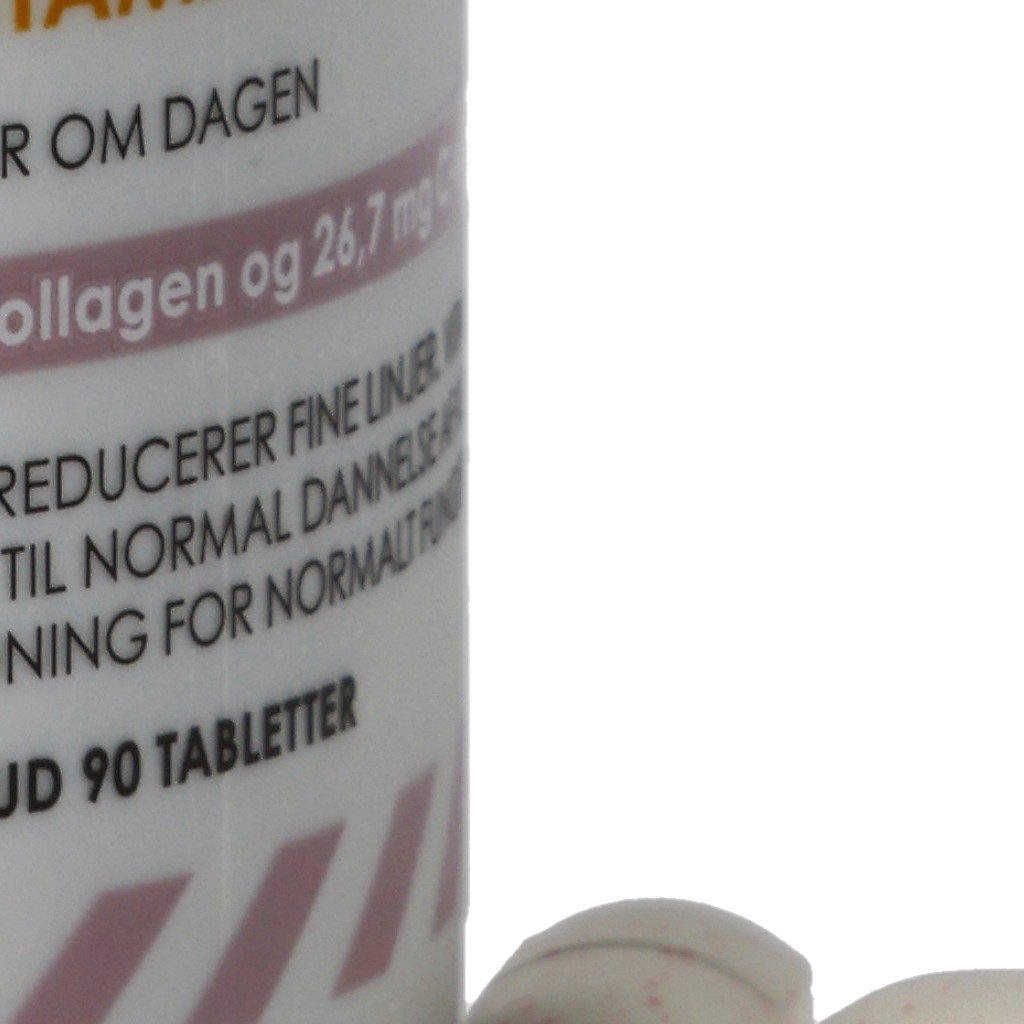 OM DAGEN
ollagen og 26,7 mg
REDUCERER FINE LINJER.
TIL NORMAL DANNELSE AF
NING FOR NORMALT
UD 90 TABLETTER